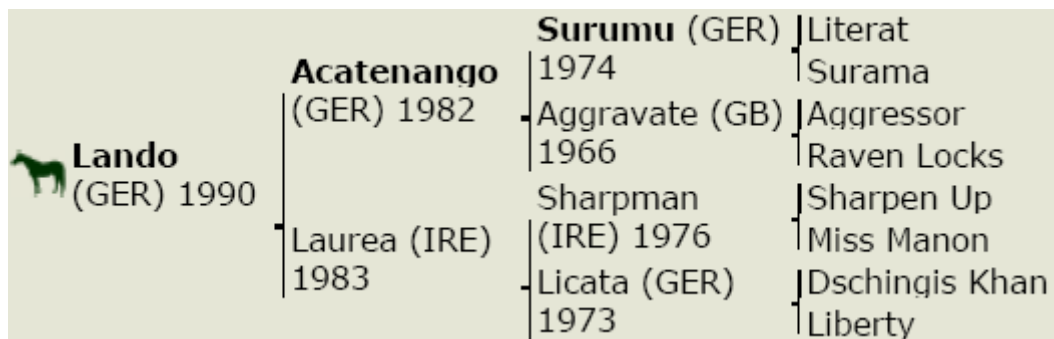 Lando
(GER) 1990
Acatenango
(GER) 1982
Laurea (IRE)
1983
Surumu (GER)
1974
Aggravate (GB)
1966
Sharpman
(IRE) 1976
Licata (GER)
1973
Literat
Surama
Aggressor
Raven Locks
Sharpen Up
Miss Manon
Dschingis Khan
Liberty